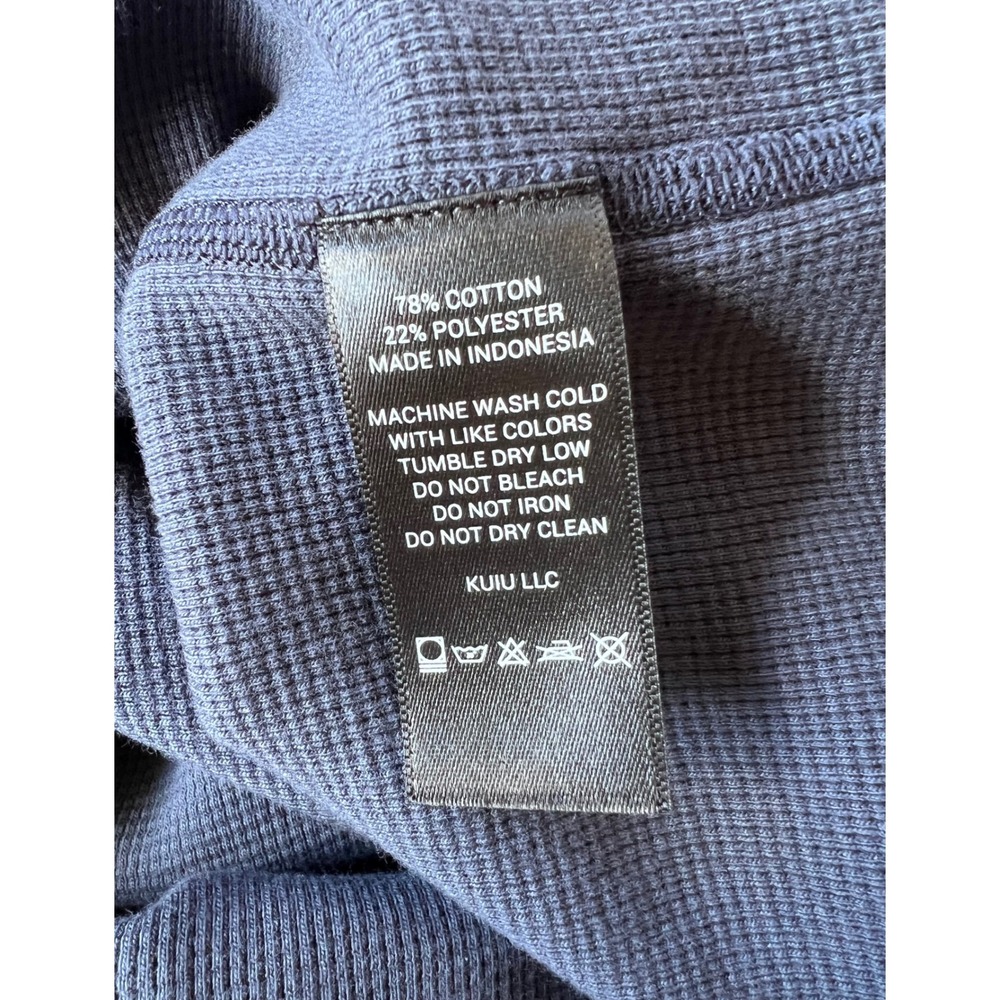 78% COTTON
22% POLYESTER
MADE IN INDONESIA
MACHINE WASH COLD
WITH LIKE COLORS
TUMBLE DRY LOW
DO NOT BLEACH
DO NOT IRON
DO NOT DRY CLEAN
KUIU LLC